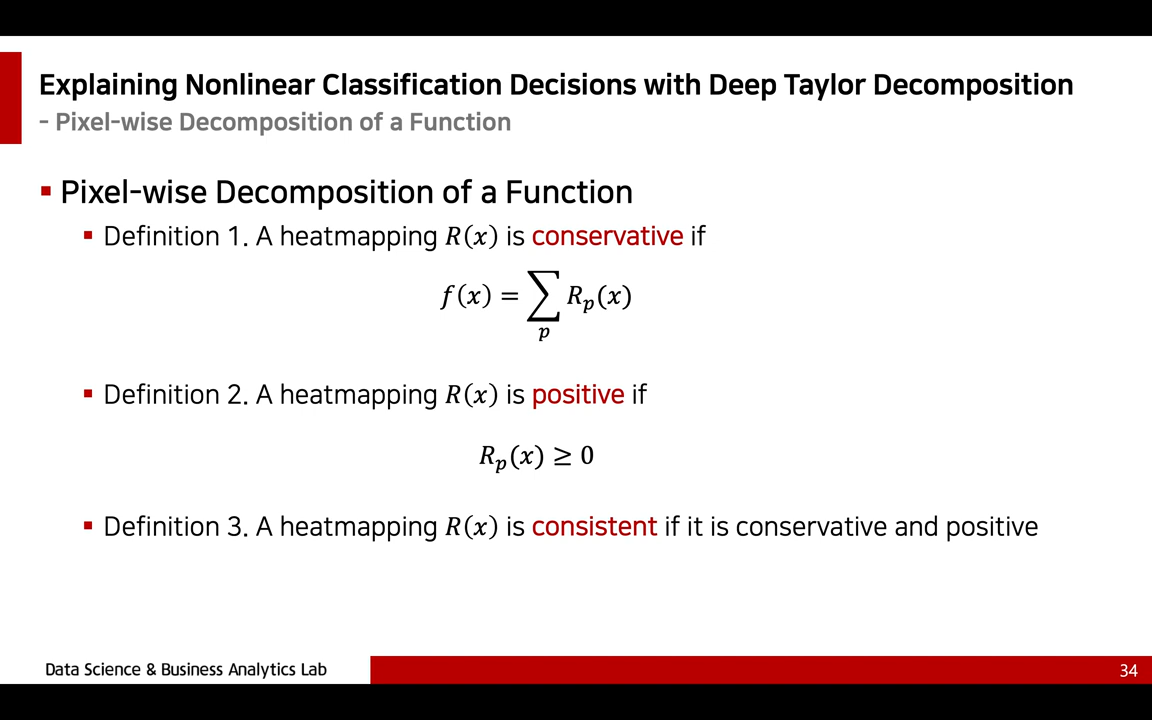 Explaining Nonlinear Classification Decisions with Deep Taylor Decomposition
- Pixel-wise Decomposition of a Function
▪ Pixel-wise Decomposition of a Function
▪ Definition 1. A heatmapping R(x) is conservative if
f(x) = ∑_p R_p(x)
▪ Definition 2. A heatmapping R(x) is positive if
R_p(x) ≥ 0
▪ Definition 3. A heatmapping R(x) is consistent if it is conservative and positive
Data Science & Business Analytics Lab
34